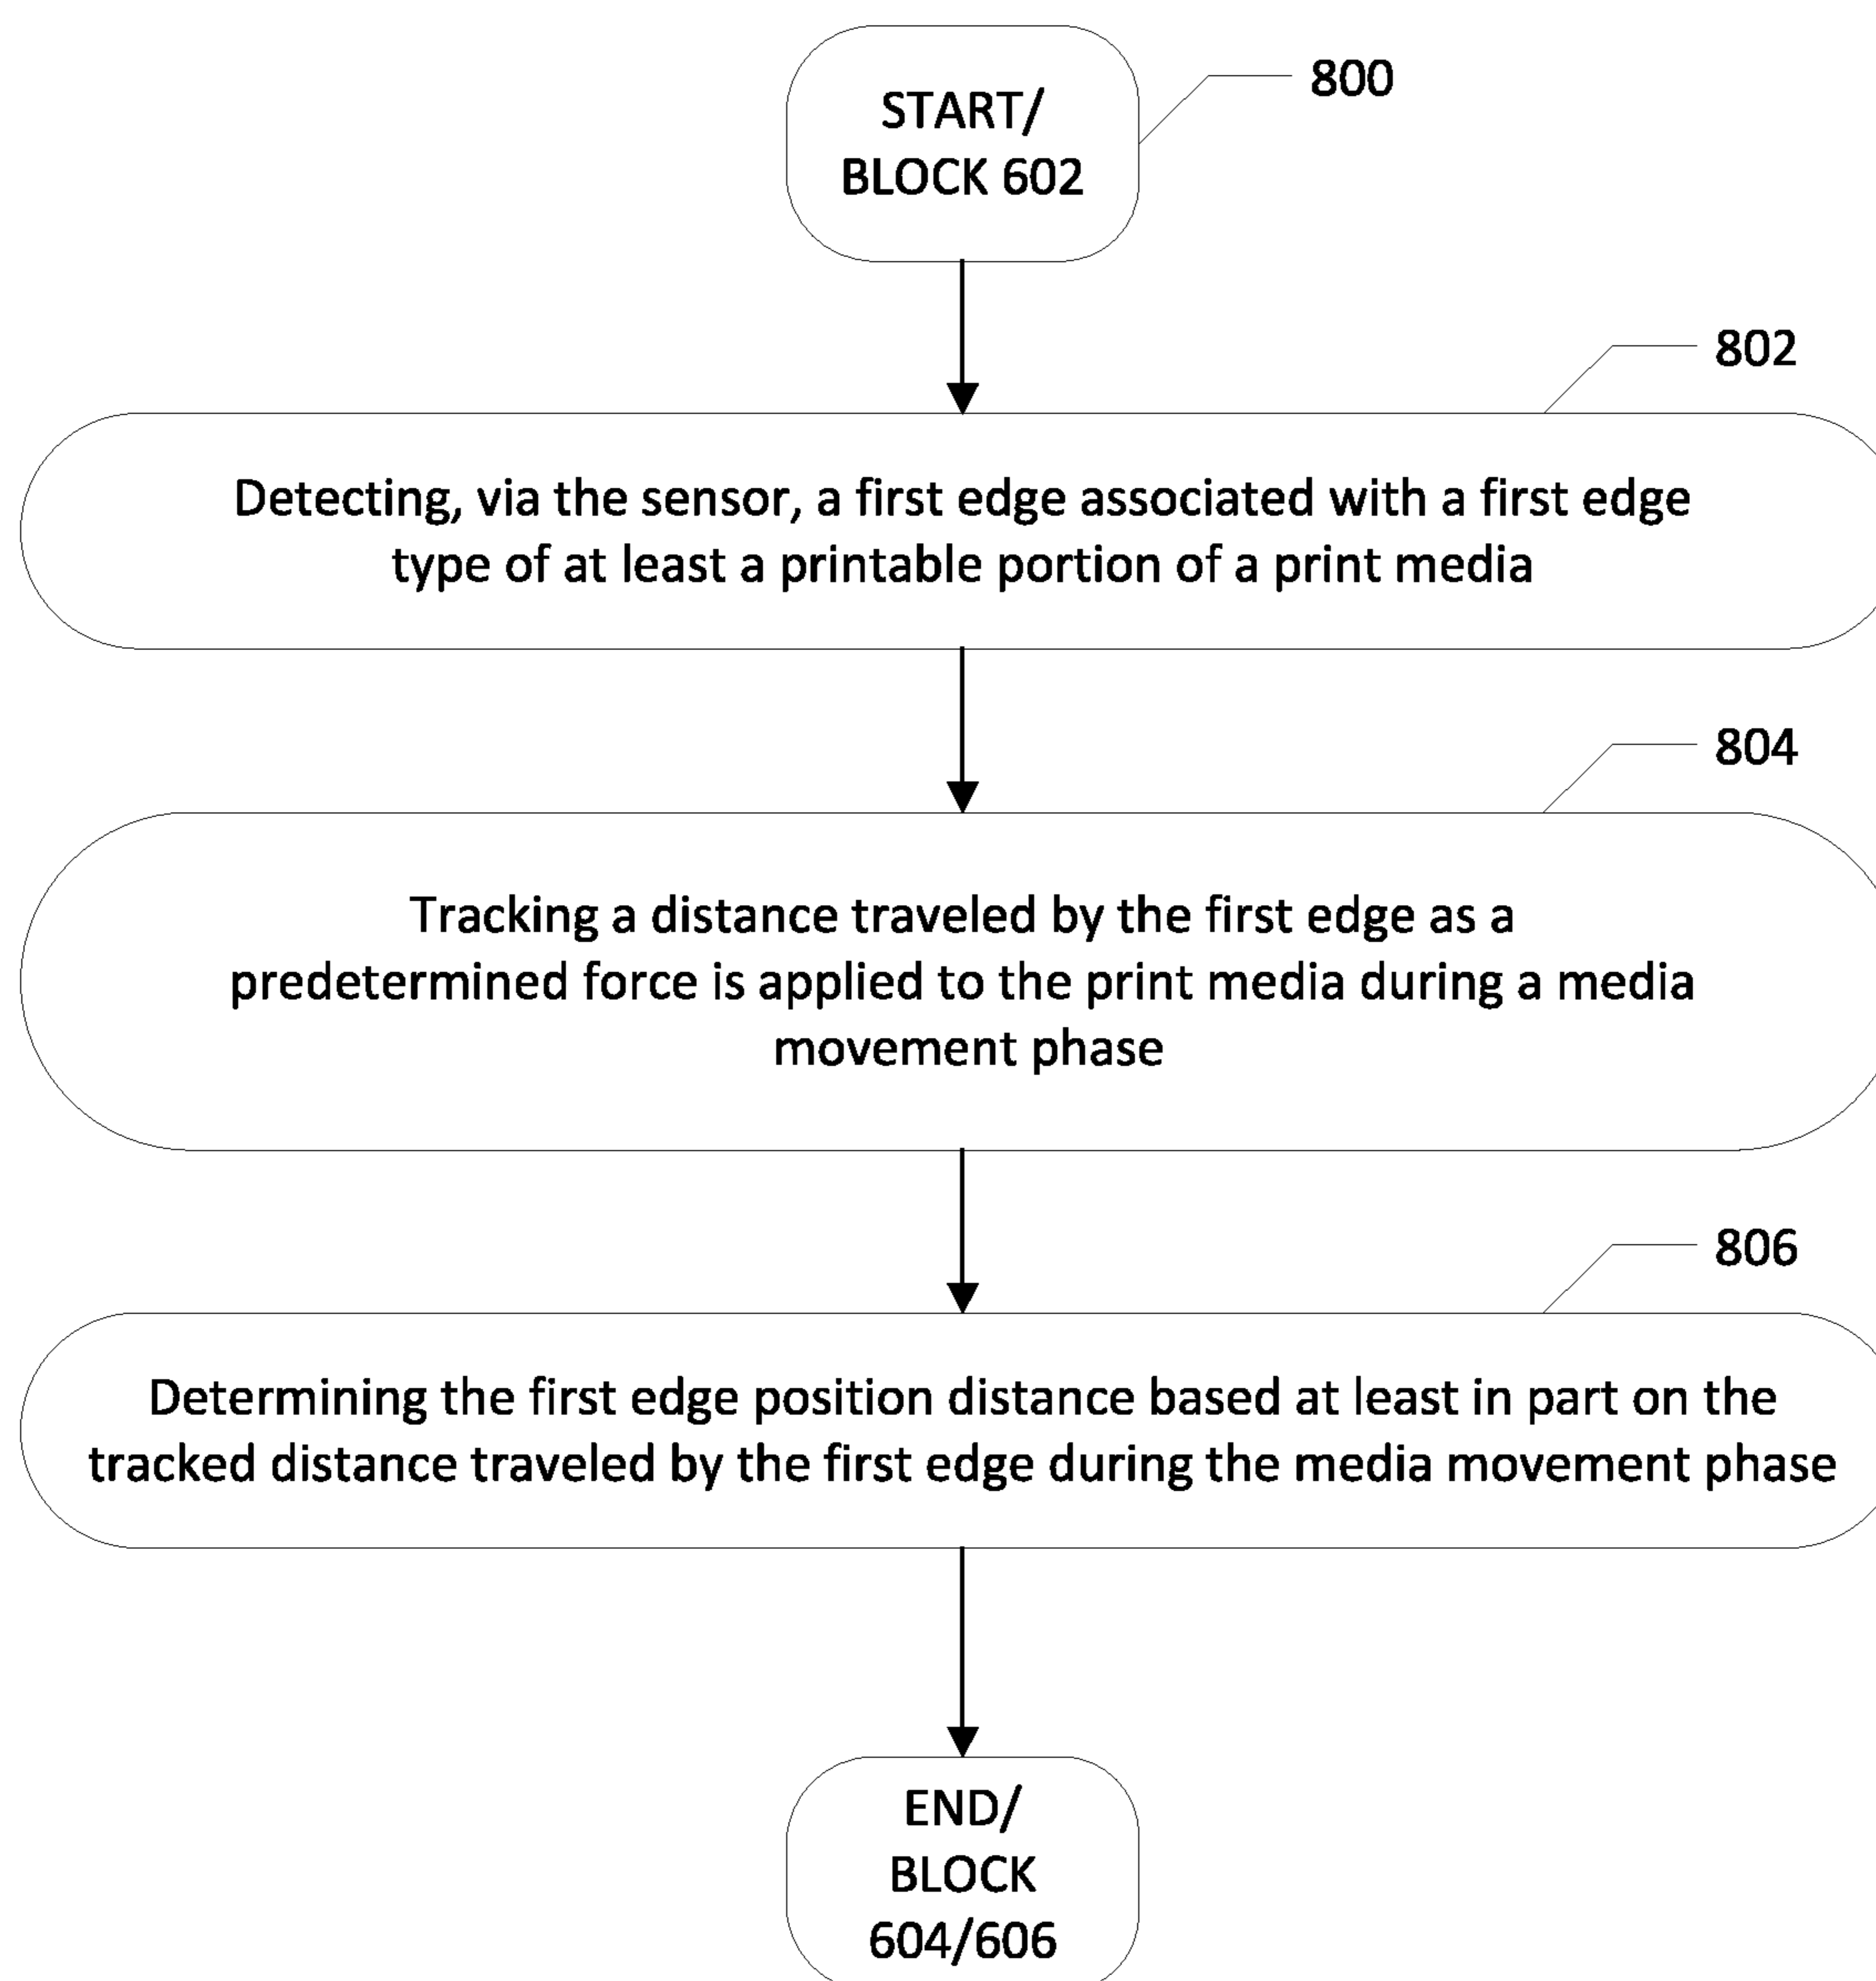 START/
BLOCK 602
800
802
Detecting, via the sensor, a first edge associated with a first edge
type of at least a printable portion of a print media
804
Tracking a distance traveled by the first edge as a
predetermined force is applied to the print media during a media
movement phase
806
Determining the first edge position distance based at least in part on the
tracked distance traveled by the first edge during the media movement phase
END/
BLOCK
604/606